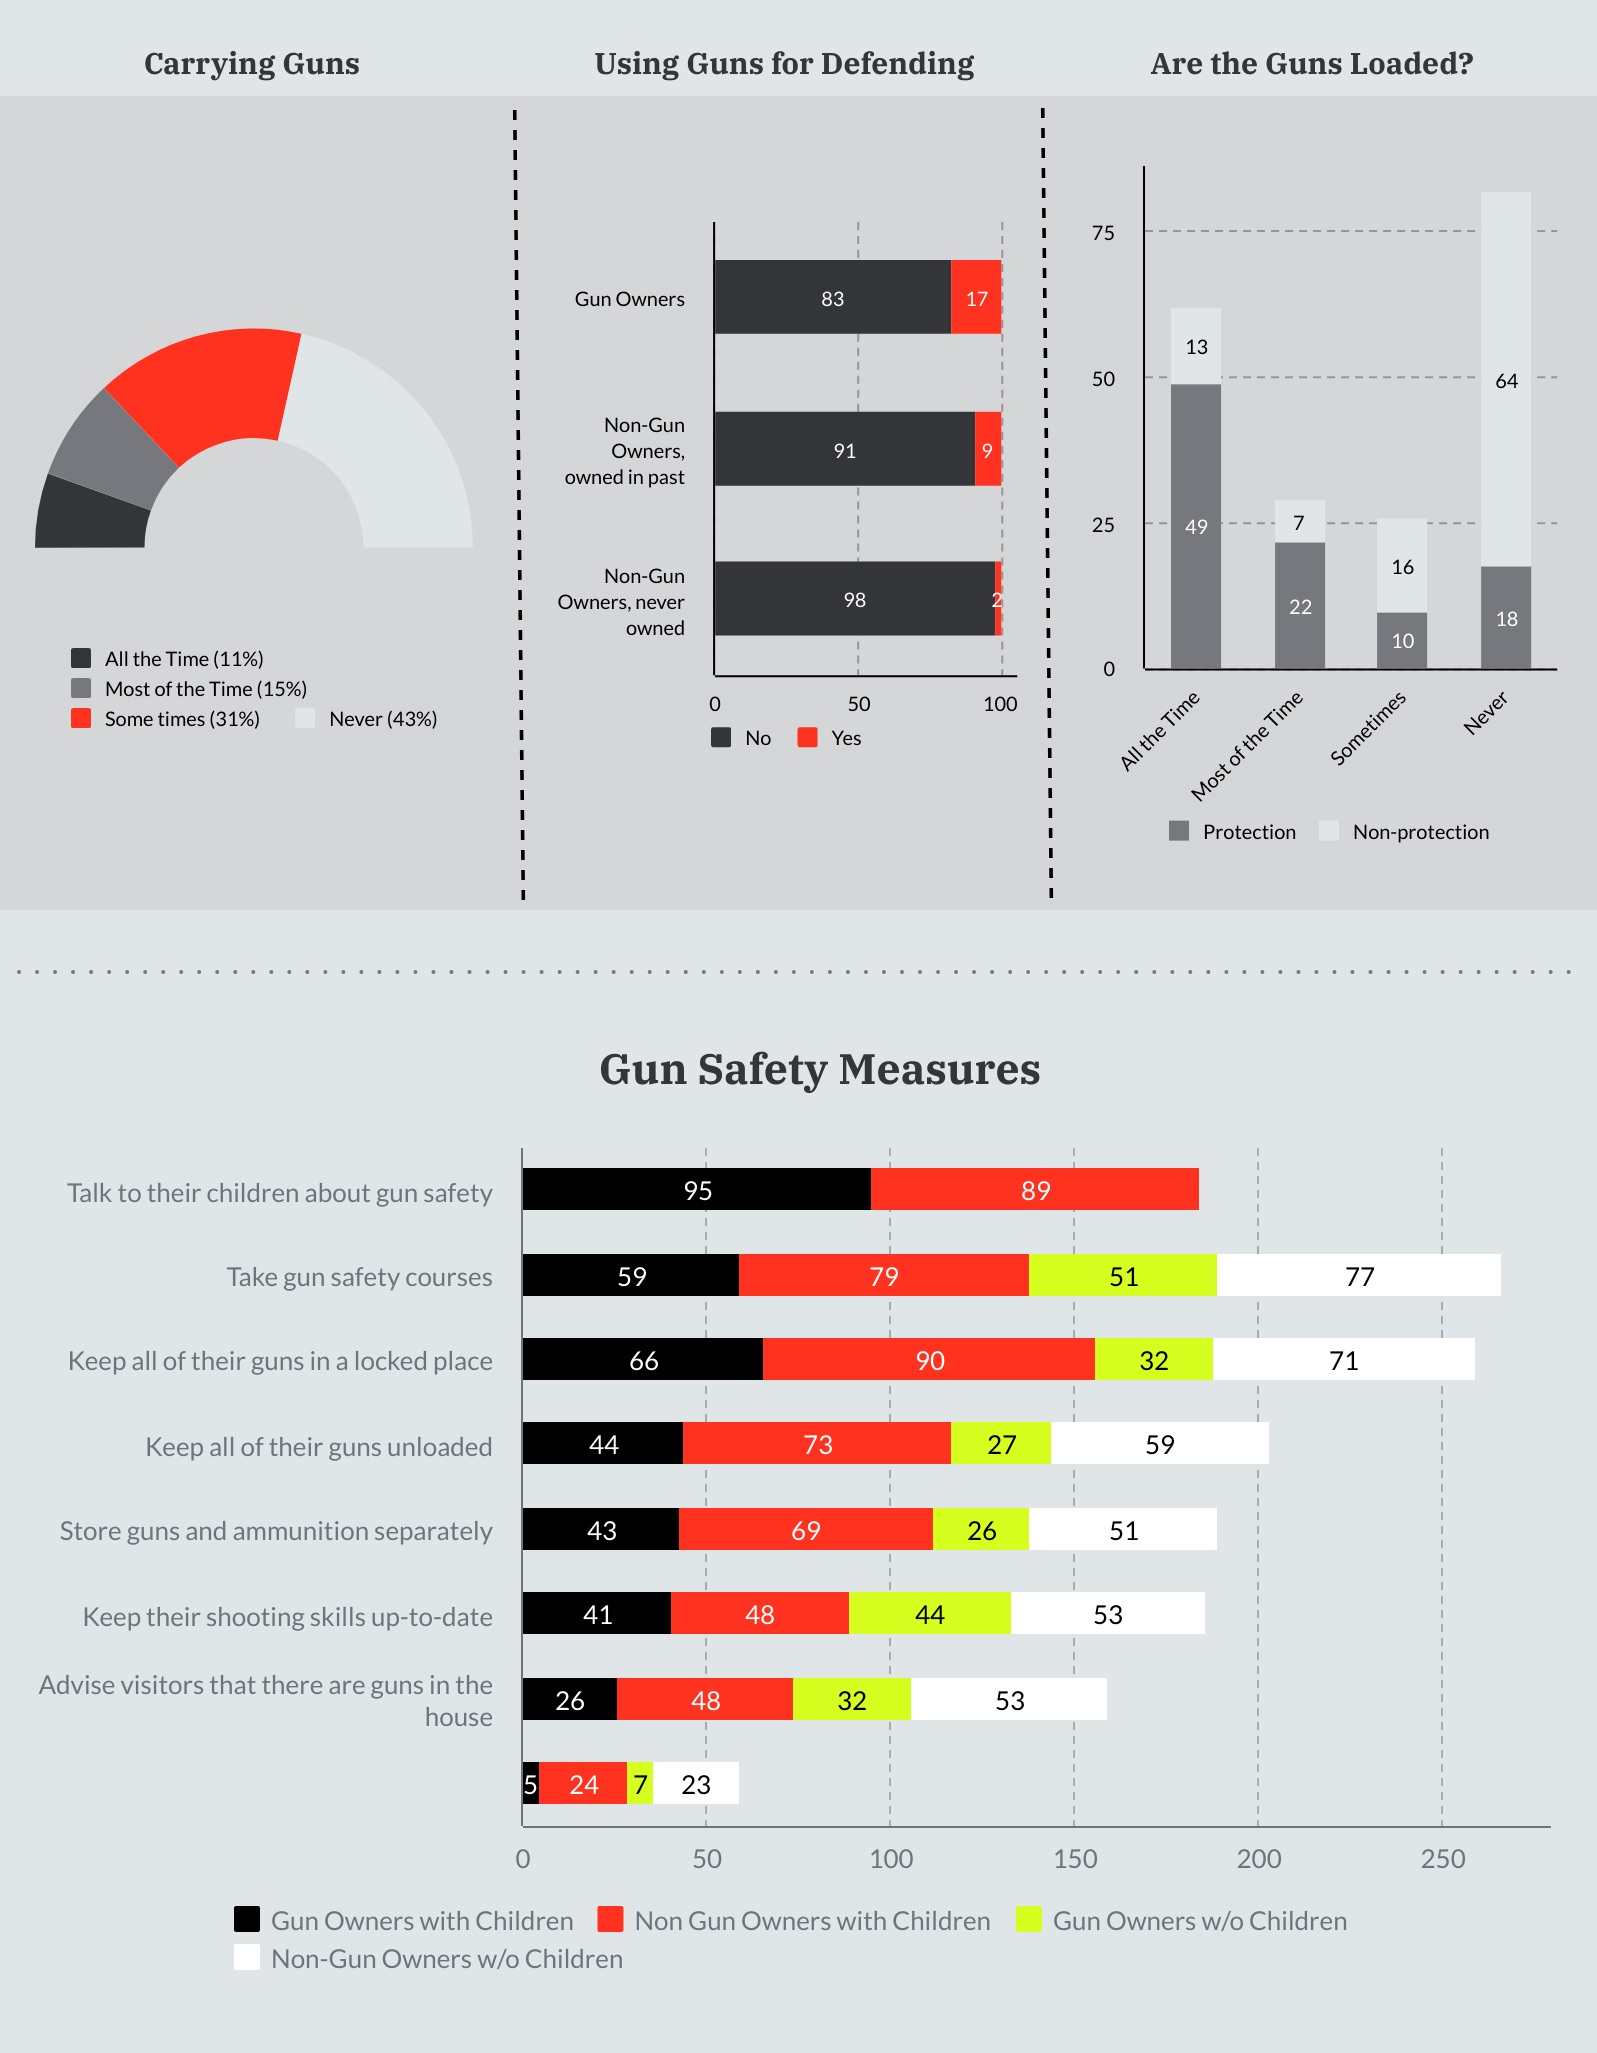 Carrying Guns
Using Guns for Defending
Are the Guns Loaded?
All the Time (11%)
Most of the Time (15%)
Some times (31%)
Never (43%)
Gun Owners
83
17
Non-Gun
Owners,
owned in past
91
9
Non-Gun
Owners, never
owned
98
2
0
50
100
No
Yes
75
50
25
0
13
49
7
22
16
10
64
18
All the Time
Most of the Time
Sometimes
Never
Protection
Non-protection
Gun Safety Measures
Talk to their children about gun safety
95
89
Take gun safety courses
59
79
51
77
Keep all of their guns in a locked place
66
90
32
71
Keep all of their guns unloaded
44
73
27
59
Store guns and ammunition separately
43
69
26
51
Keep their shooting skills up-to-date
41
48
44
53
Advise visitors that there are guns in the
house
26
48
32
53
5
24
7
23
0
50
100
150
200
250
Gun Owners with Children
Non Gun Owners with Children
Gun Owners w/o Children
Non-Gun Owners w/o Children